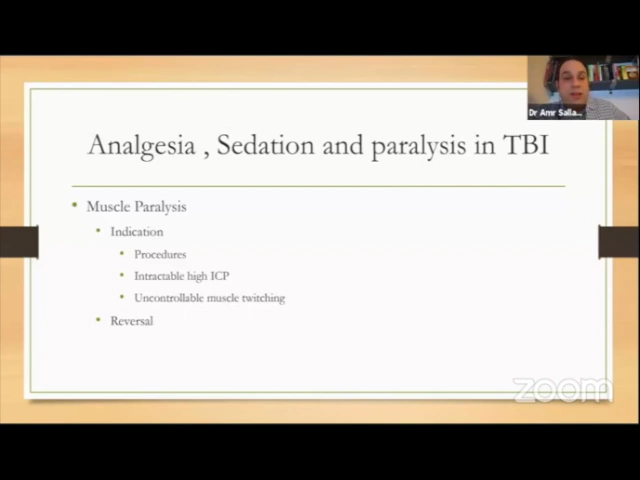 Dr Amr Salla...
Analgesia , Sedation and paralysis in TBI
• Muscle Paralysis
• Indication
• Procedures
• Intractable high ICP
• Uncontrollable muscle twitching
• Reversal
zoom